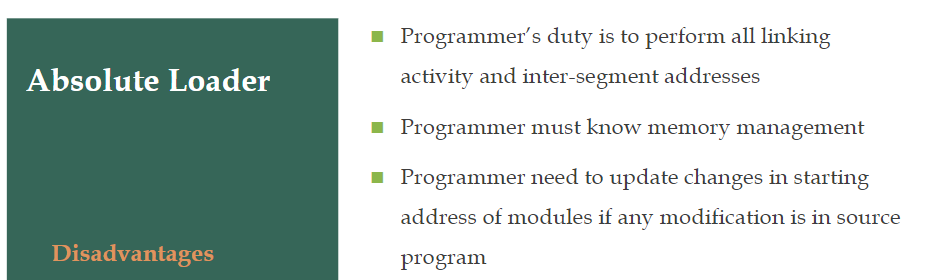 Absolute Loader
Disadvantages
Programmer’s duty is to perform all linking
activity and inter-segment addresses
Programmer must know memory management
Programmer need to update changes in starting
address of modules if any modification is in source
program